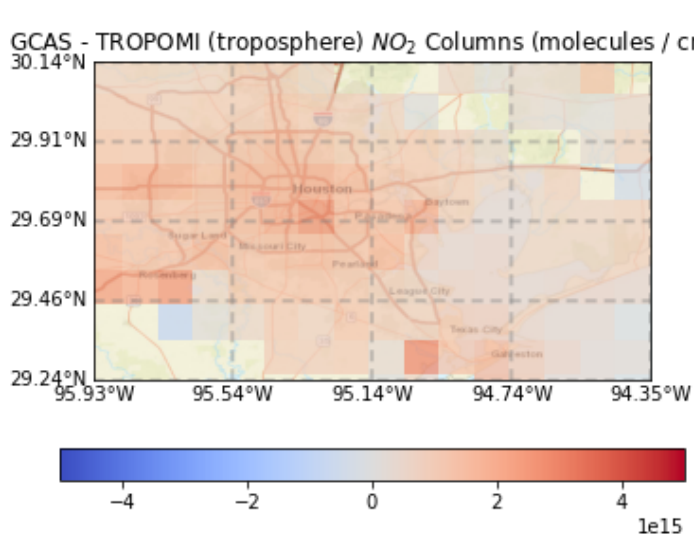 GCAS - TROPOMI (troposphere) NO₂ Columns (molecules / cr
30.14°N
29.91°N
29.69°N
29.46°N
29.24°N
Houston
Baytown
Pasadena
Sugar Land
Missouri City
Pearland
Rosenberg
League City
Texas City
Galveston
95.93°W 95.54°W 95.14°W 94.74°W 94.35°W
−4 −2 0 2 4
1e15